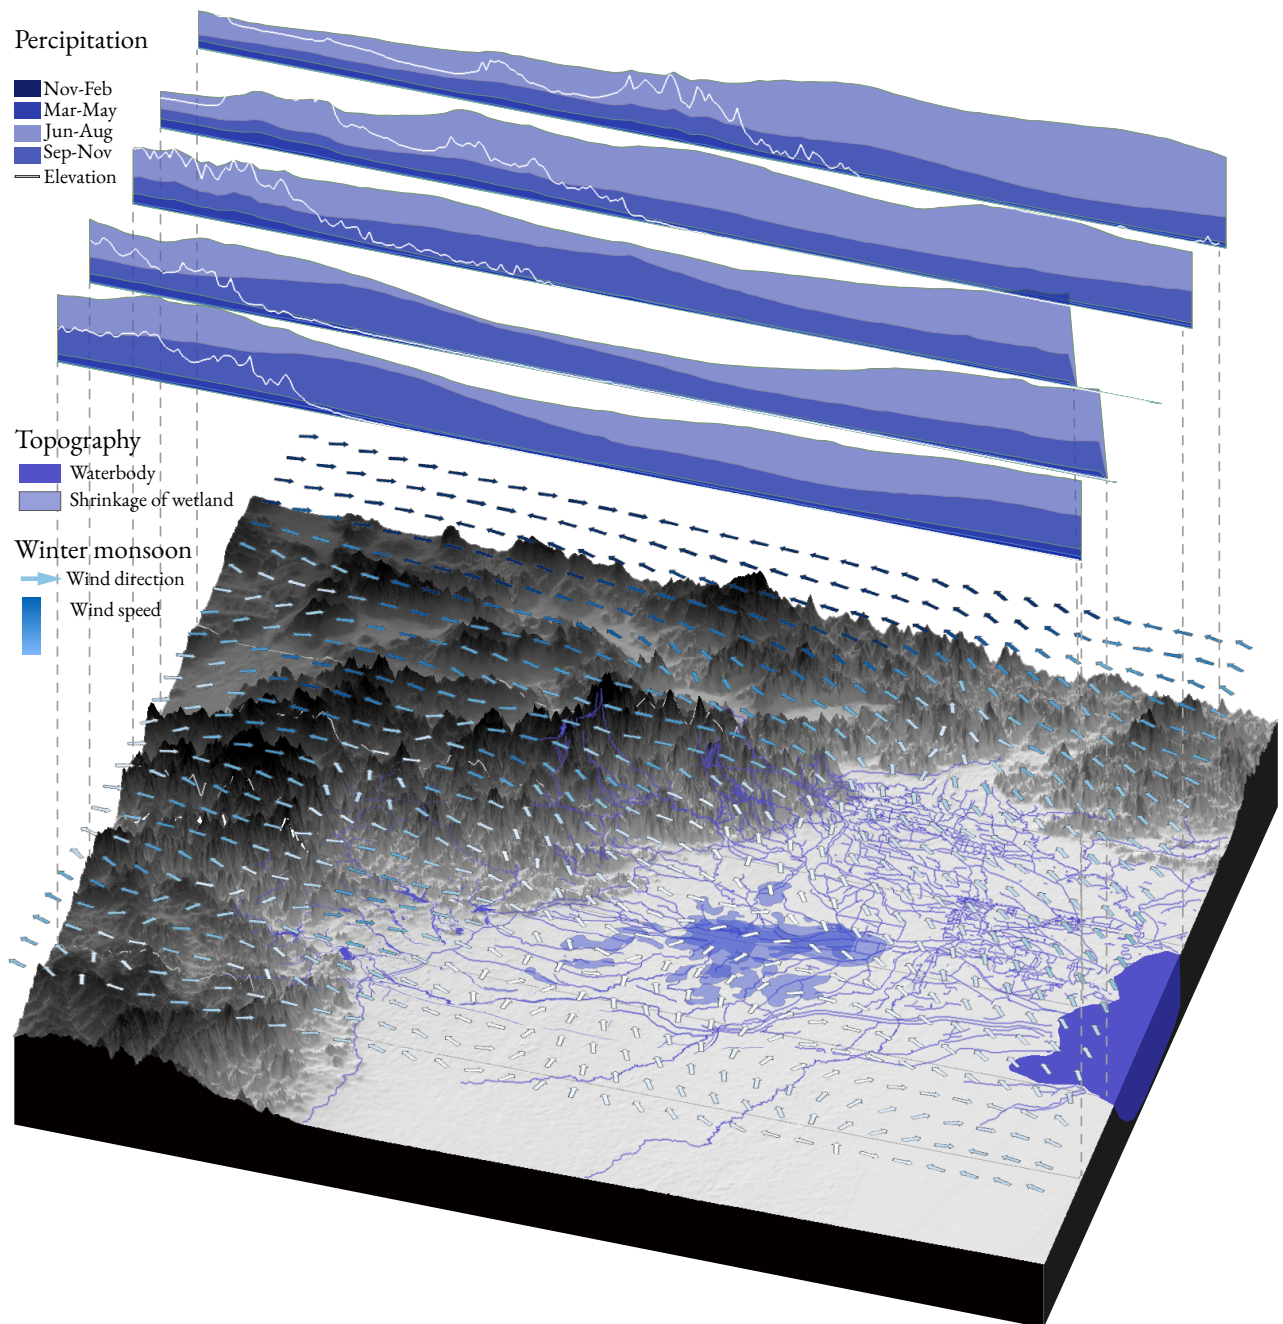 Percipitation
Nov-Feb
Mar-May
Jun-Aug
Sep-Nov
Elevation
Topography
Waterbody
Shrinkage of wetland
Winter monsoon
Wind direction
Wind speed